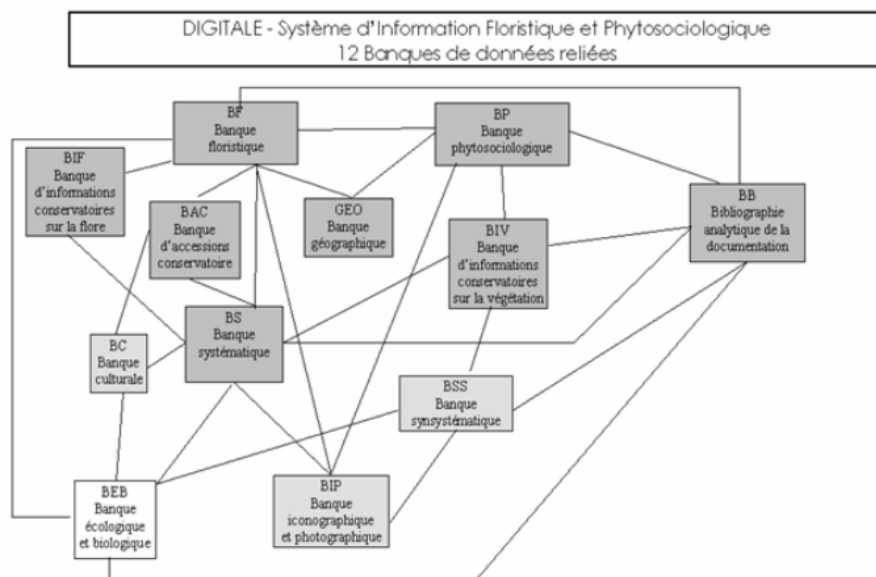 DIGITALE - Système d'Information Floristique et Phytosociologique
12 Banques de données reliées
BF
Banque
floristique
BP
Banque
phytosociologique
BIF
Banque
d'informations
conservatoires
sur la flore
BAC
Banque
d'accessions
conservatoire
GEO
Banque
géographique
BIV
Banque
d'informations
conservatoires
sur la végétation
BB
Bibliographie
analytique de la
documentation
BS
Banque
systématique
BC
Banque
culturale
BSS
Banque
synsystématique
BEB
Banque
écologique
et biologique
BIP
Banque
iconographique
et photographique